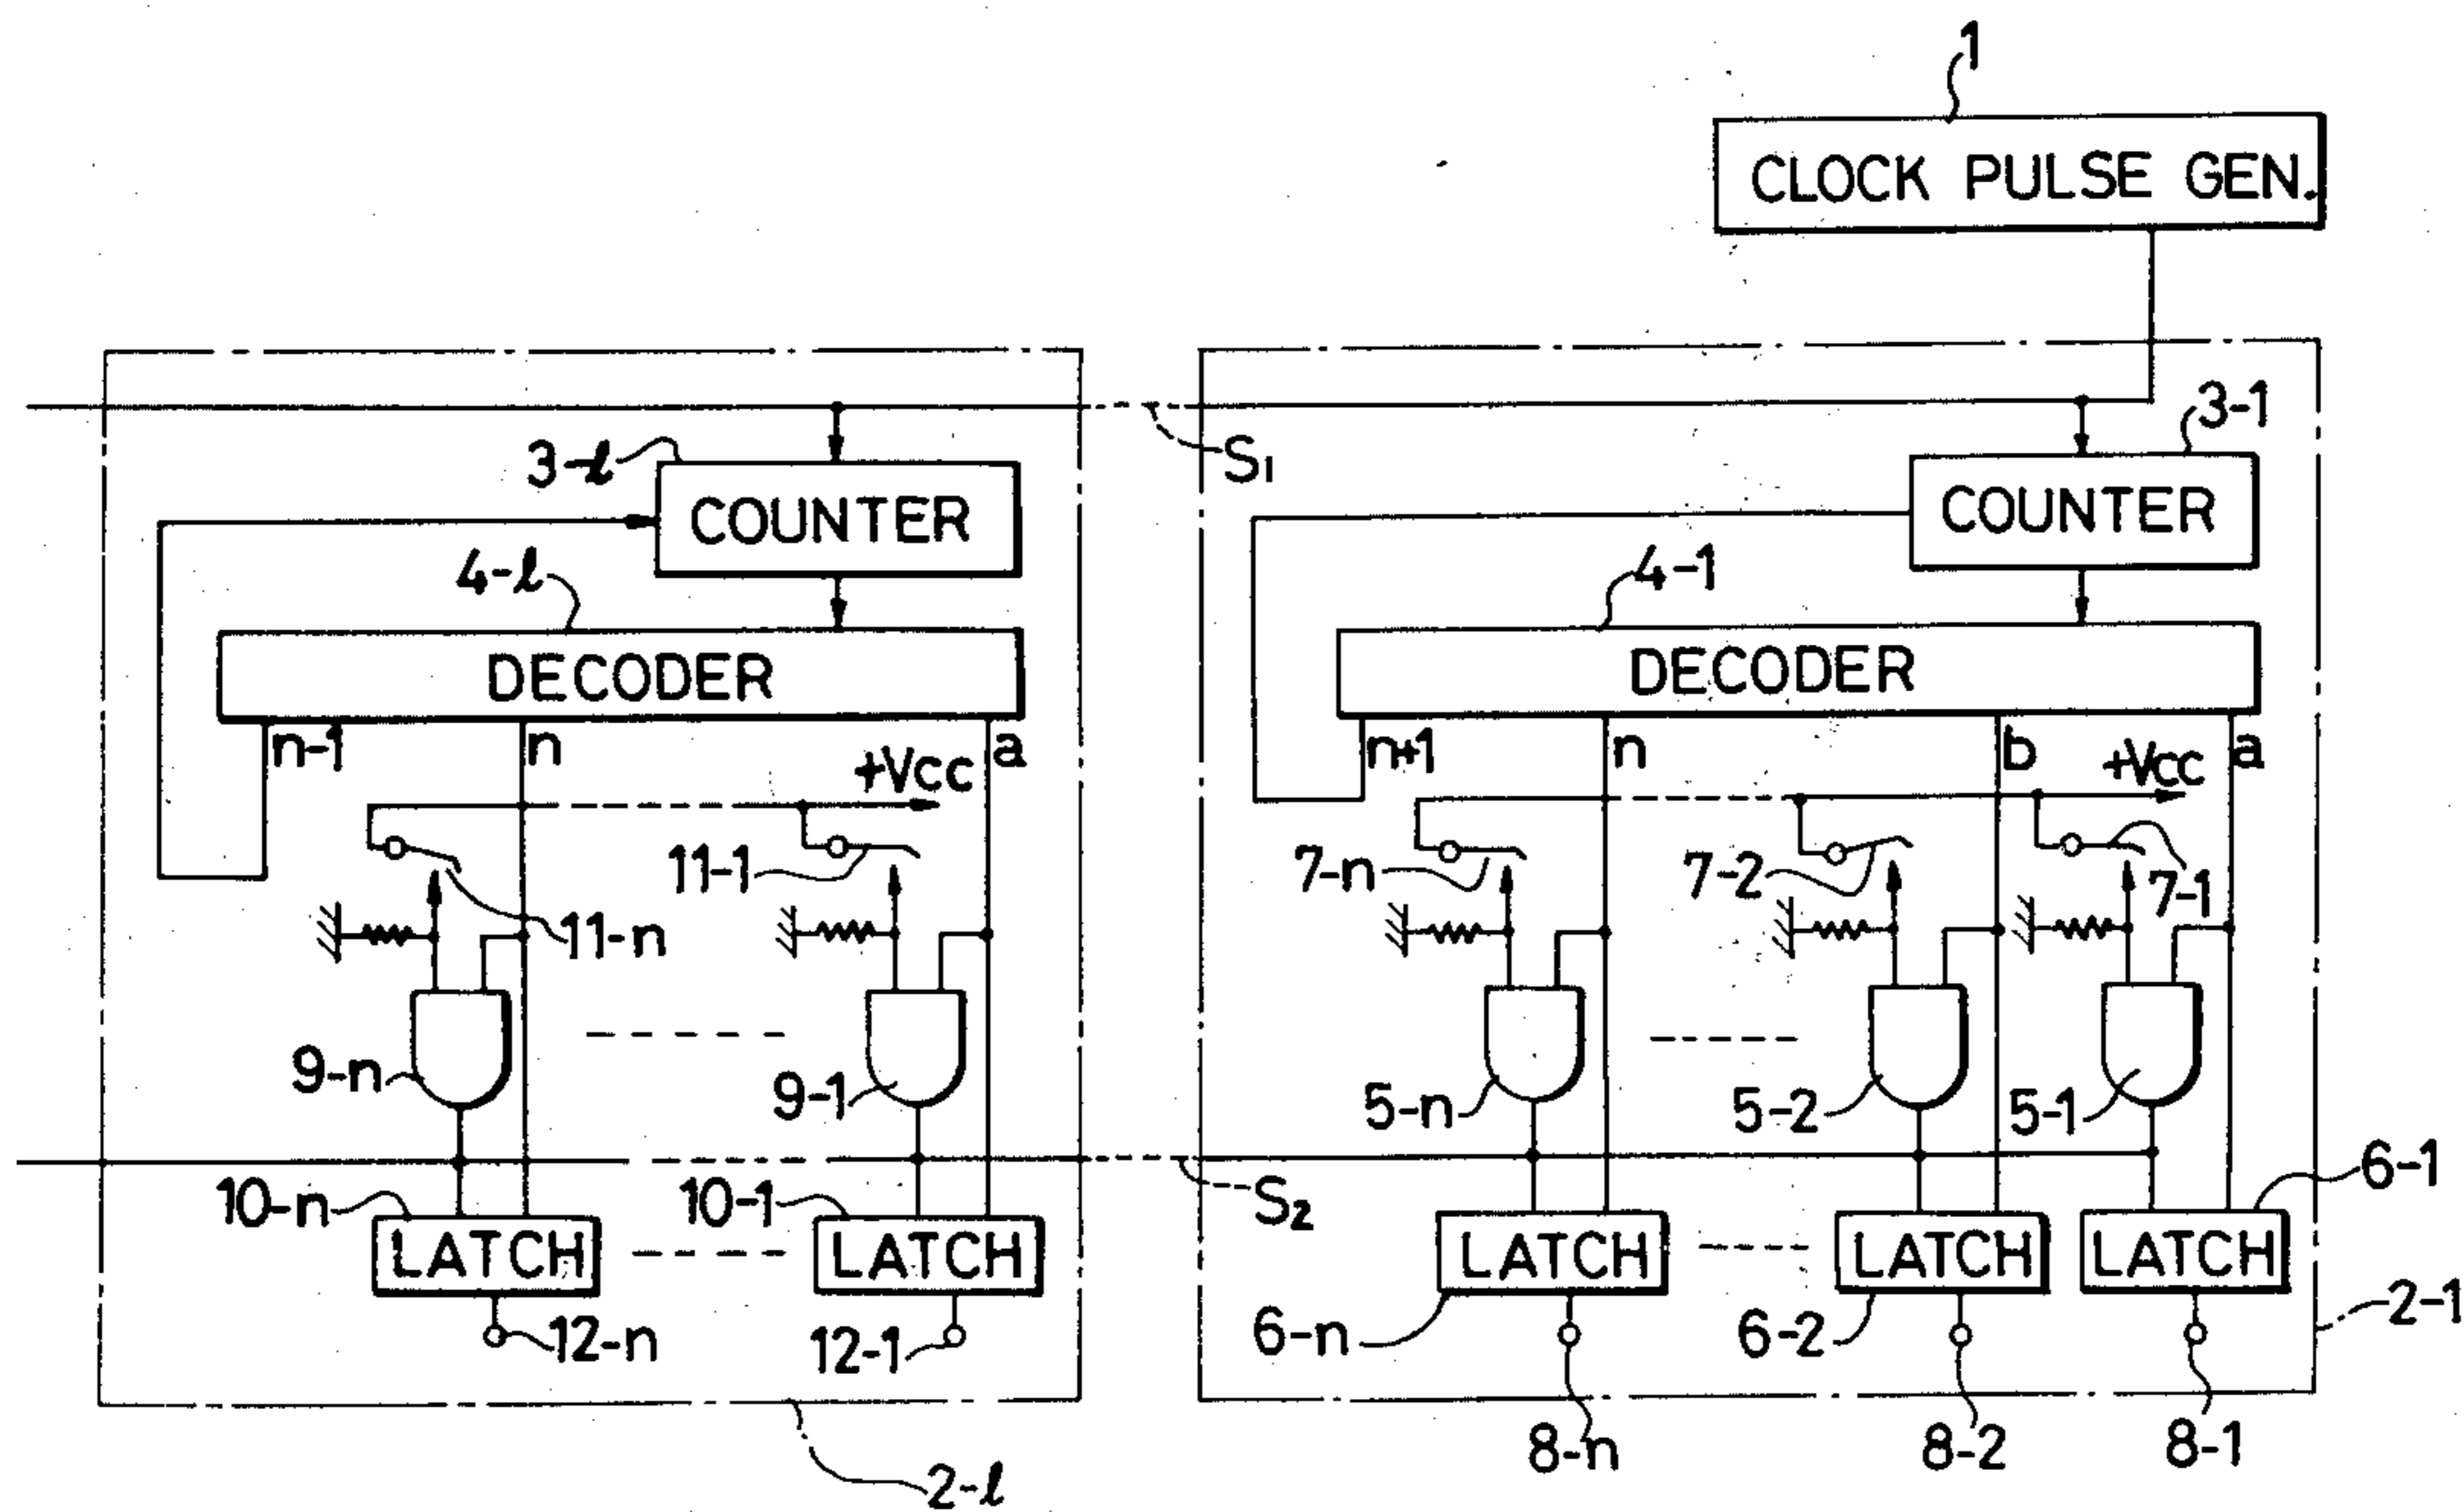 1
CLOCK PULSE GEN.
3-1
S1
3-l
COUNTER
COUNTER
4-l
4-1
DECODER
DECODER
n-1
n
a
+Vcc
n+1
n
b
a
+Vcc
11-1
11-n
7-n
7-2
7-1
9-n
9-1
5-n
5-2
5-1
10-n
10-1
S2
6-1
LATCH
LATCH
LATCH
LATCH
LATCH
12-n
12-1
6-n
6-2
2-1
8-n
8-2
8-1
2-l